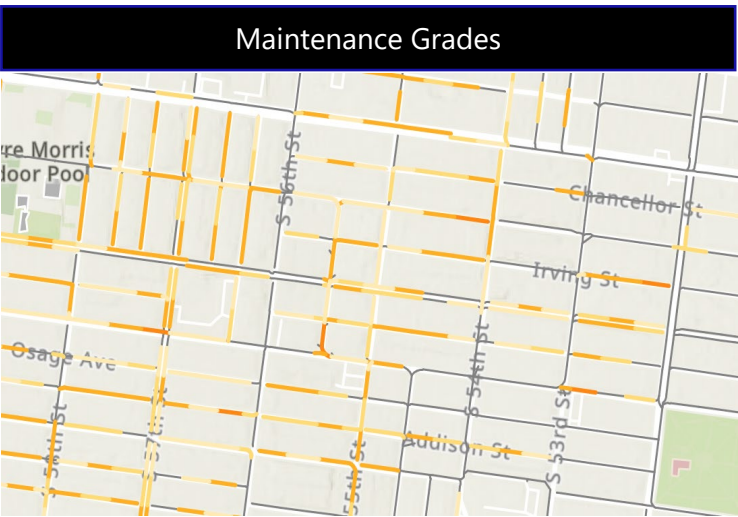 Maintenance Grades
re Morris
door Pool
S 56th St
Chancellor St
Irving St
Osage Ave
S 54th St
S 58th St
S 57th St
S 53rd St
Addison St
55th St